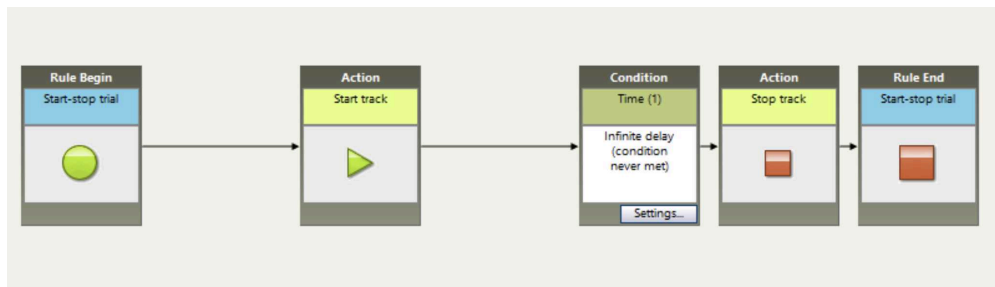 Rule Begin
Start-stop trial
Action
Start track
Condition
Time (1)
Infinite delay
(condition
never met)
Settings...
Action
Stop track
Rule End
Start-stop trial